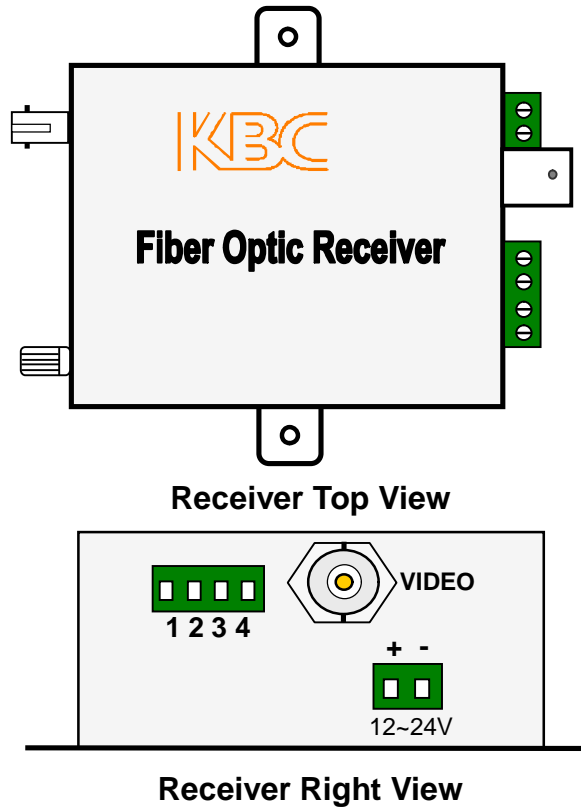 KBC
Fiber Optic Receiver
Receiver Top View
VIDEO
1 2 3 4
+ -
12~24V
Receiver Right View